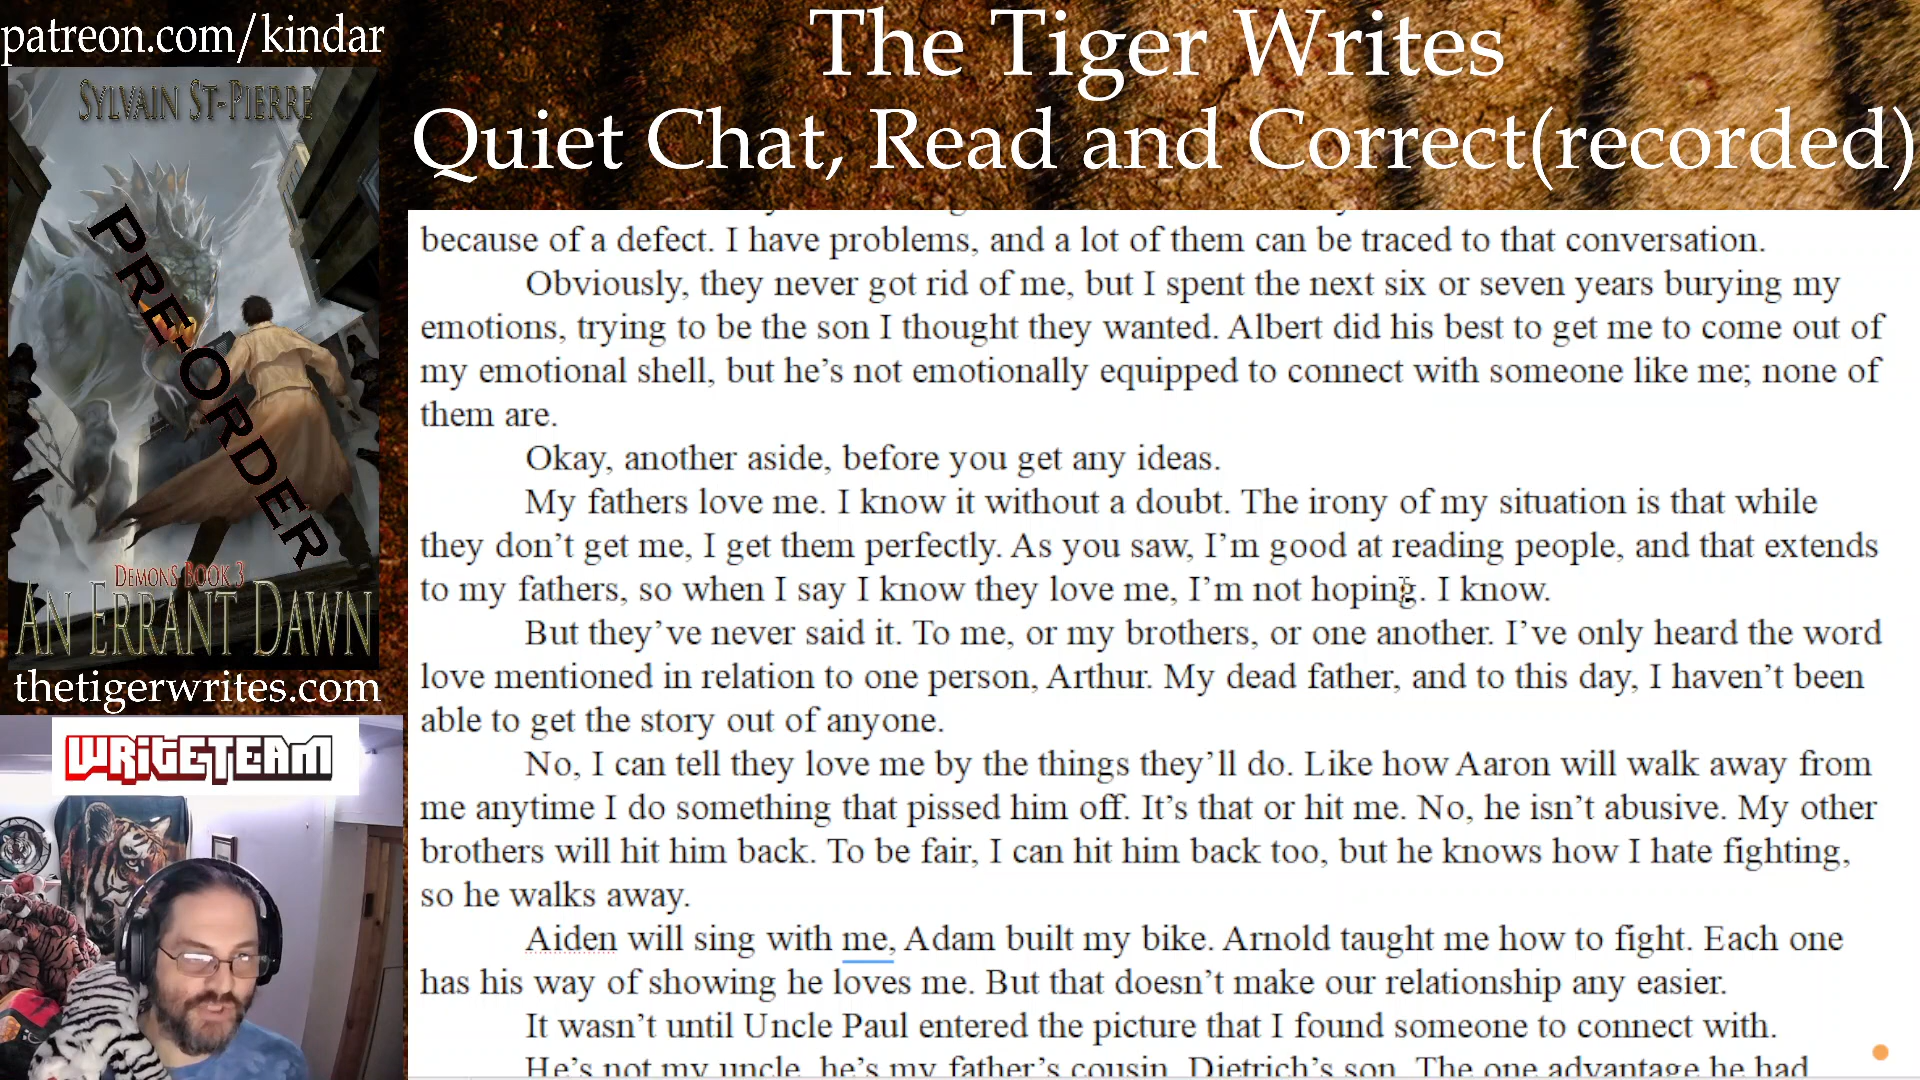 patreon.com/kindar
The Tiger Writes
Quiet Chat, Read and Correct(recorded)
SYLVAIN ST-PIERRE
PRE-ORDER
DEMONS BOOK 3
AN ERRANT DAWN
thetigerwrites.com
WRITETEAM
because of a defect. I have problems, and a lot of them can be traced to that conversation.
Obviously, they never got rid of me, but I spent the next six or seven years burying my
emotions, trying to be the son I thought they wanted. Albert did his best to get me to come out of
my emotional shell, but he’s not emotionally equipped to connect with someone like me; none of
them are.
Okay, another aside, before you get any ideas.
My fathers love me. I know it without a doubt. The irony of my situation is that while
they don’t get me, I get them perfectly. As you saw, I’m good at reading people, and that extends
to my fathers, so when I say I know they love me, I’m not hoping. I know.
But they’ve never said it. To me, or my brothers, or one another. I’ve only heard the word
love mentioned in relation to one person, Arthur. My dead father, and to this day, I haven’t been
able to get the story out of anyone.
No, I can tell they love me by the things they’ll do. Like how Aaron will walk away from
me anytime I do something that pissed him off. It’s that or hit me. No, he isn’t abusive. My other
brothers will hit him back. To be fair, I can hit him back too, but he knows how I hate fighting,
so he walks away.
Aiden will sing with me, Adam built my bike. Arnold taught me how to fight. Each one
has his way of showing he loves me. But that doesn’t make our relationship any easier.
It wasn’t until Uncle Paul entered the picture that I found someone to connect with.
He’s not my uncle, he’s my father’s cousin, Dietrich’s son. The one advantage he had